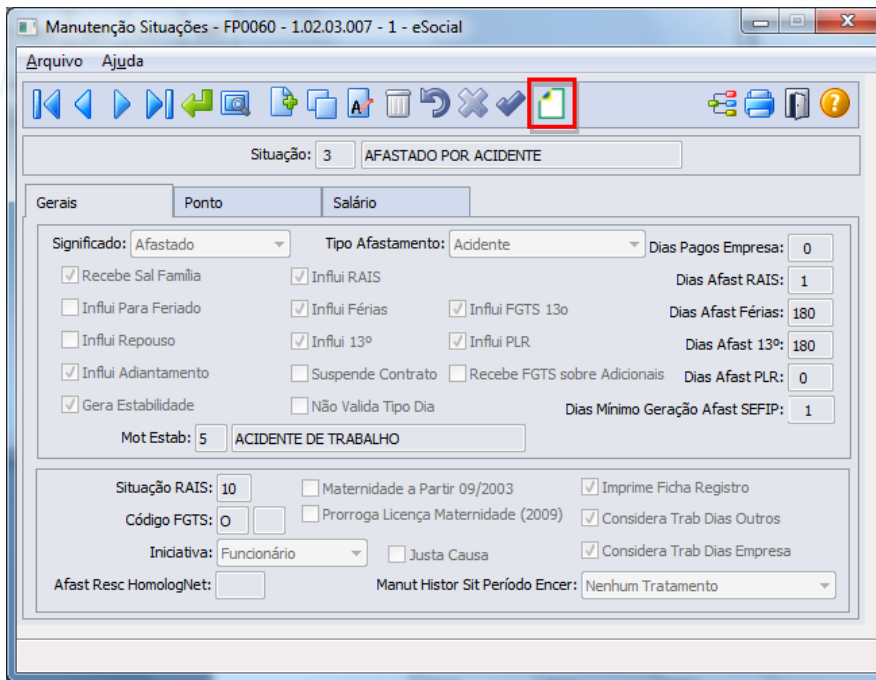 Manutenção Situações - FP0060 - 1.02.03.007 - 1 - eSocial
Arquivo Ajuda
Situação: 3 AFASTADO POR ACIDENTE
Gerais Ponto Salário
Significado: Afastado Tipo Afastamento: Acidente Dias Pagos Empresa: 0
Recebe Sal Família Influi RAIS Dias Afast RAIS: 1
Influi Para Feriado Influi Férias Influi FGTS 13o Dias Afast Férias: 180
Influi Repouso Influi 13º Influi PLR Dias Afast 13º: 180
Influi Adiantamento Suspende Contrato Recebe FGTS sobre Adicionais Dias Afast PLR: 0
Gera Estabilidade Não Valida Tipo Dia Dias Mínimo Geração Afast SEFIP: 1
Mot Estab: 5 ACIDENTE DE TRABALHO
Situação RAIS: 10 Maternidade a Partir 09/2003 Imprime Ficha Registro
Código FGTS: O Prorroga Licença Maternidade (2009) Considera Trab Dias Outros
Iniciativa: Funcionário Justa Causa Considera Trab Dias Empresa
Afast Resc HomologNet: Manut Histor Sit Período Encer: Nenhum Tratamento